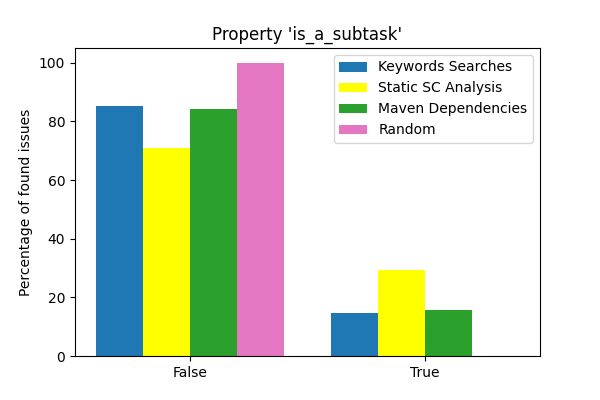 Property 'is_a_subtask'
Percentage of found issues
100
80
60
40
20
0
Keywords Searches
Static SC Analysis
Maven Dependencies
Random
False
True